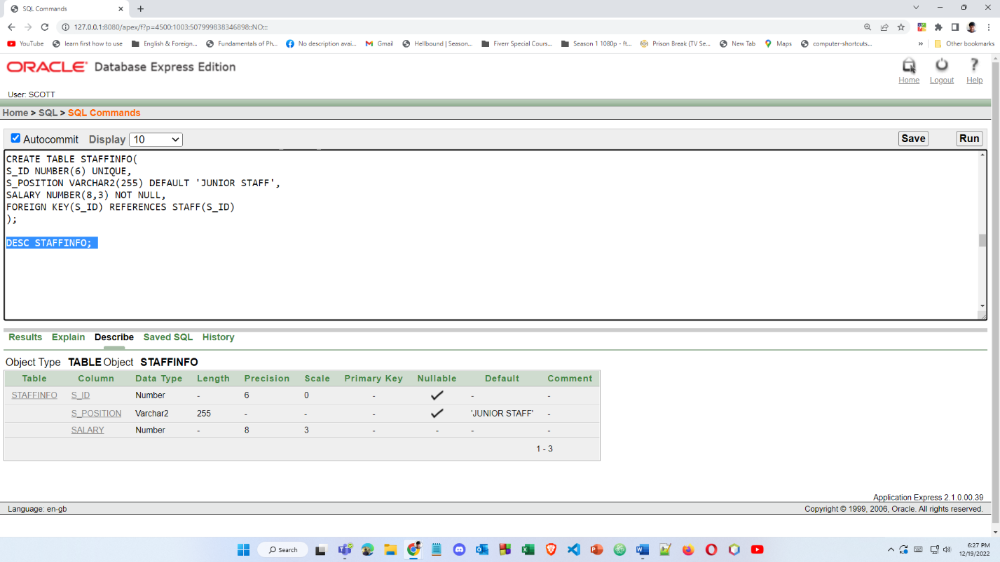 SQL Commands
127.0.0.1:8080/apex/f?p=4500:1003:507999838346898::NO:::
YouTube learn first how to use English & Foreign... Fundamentals of Ph... No description avai... Gmail Hellbound | Season... Fiverr Special Cours... Season 1 1080p - ft... Prison Break (TV Se... New Tab Maps computer-shortcuts... » Other bookmarks
ORACLE Database Express Edition
Home Logout Help
User: SCOTT
Home > SQL > SQL Commands
Autocommit Display 10 Save Run
CREATE TABLE STAFFINFO(
S_ID NUMBER(6) UNIQUE,
S_POSITION VARCHAR2(255) DEFAULT 'JUNIOR STAFF',
SALARY NUMBER(8,3) NOT NULL,
FOREIGN KEY(S_ID) REFERENCES STAFF(S_ID)
);
DESC STAFFINFO;
Results Explain Describe Saved SQL History
Object Type TABLE Object STAFFINFO
Table Column Data Type Length Precision Scale Primary Key Nullable Default Comment
STAFFINFO S_ID Number - 6 0 - ✓ - -
S_POSITION Varchar2 255 - - - ✓ 'JUNIOR STAFF' -
SALARY Number - 8 3 - - - -
1 - 3
Application Express 2.1.0.00.39
Language: en-gb Copyright © 1999, 2006, Oracle. All rights reserved.
Search
6:27 PM
12/19/2022